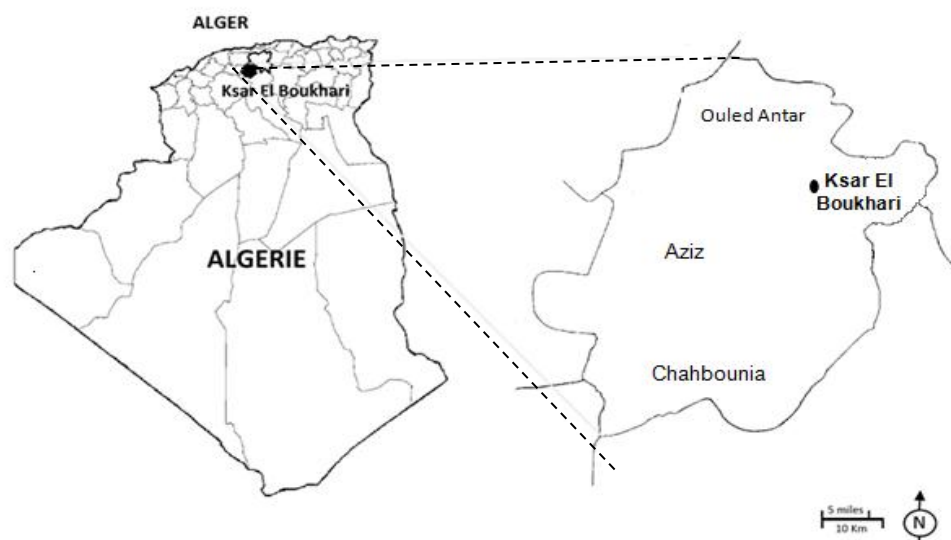 ALGER
Ksar El Boukhari
ALGERIE
Ouled Antar
Ksar El
Boukhari
Aziz
Chahbounia
5 miles
10 Km
N